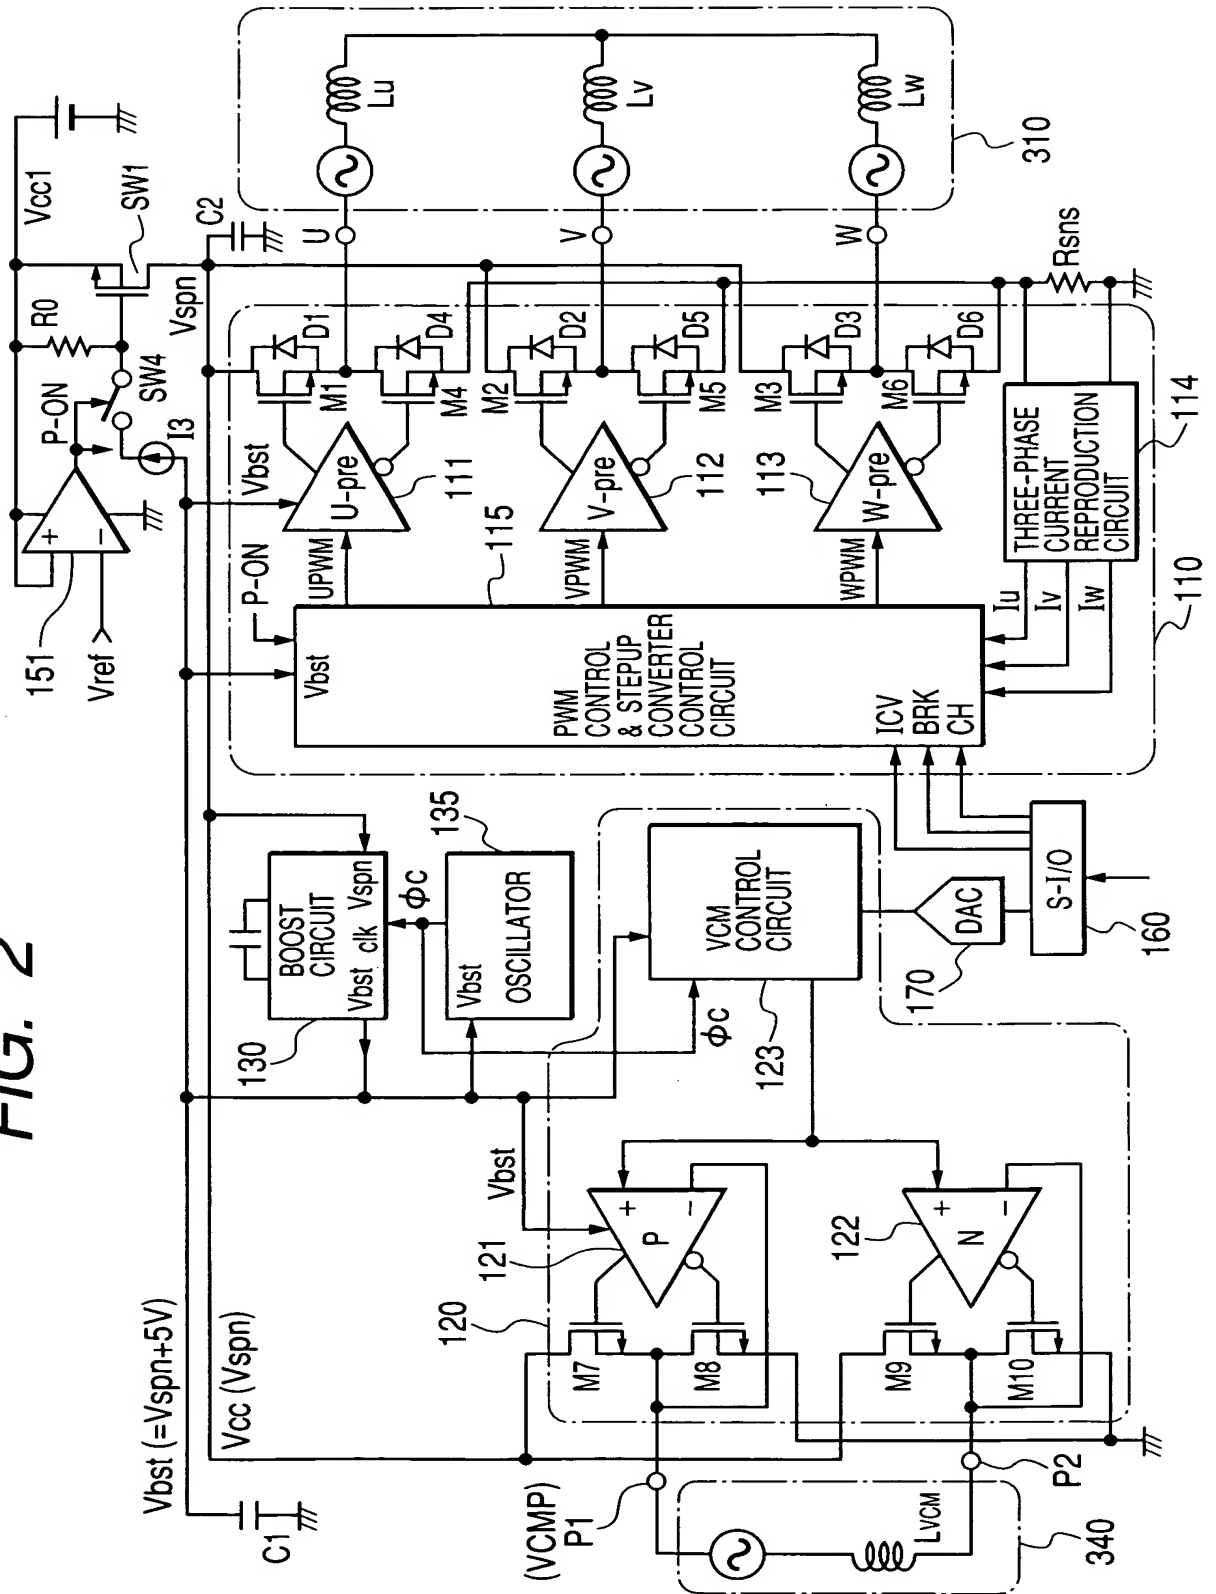 FIG. 2
Vbst (=Vspn+5V)
Vcc (Vspn)
C1
151
Vref
+
−
P-ON
SW4
R0
I3
Vcc1
SW1
Vspn
C2
130
BOOST
CIRCUIT
Vbst clk Vspn
ϕc
135
Vbst
OSCILLATOR
P-ON
Vbst
115
Vbst
PWM
CONTROL
& STEPUP
CONVERTER
CONTROL
CIRCUIT
ICV
BRK
CH
UPWM
VPWM
WPWM
U-pre
111
V-pre
112
W-pre
113
M1
D1
M4
D4
M2
D2
M5
D5
M3
D3
M6
D6
U
V
W
Lu
Lv
Lw
310
Rsns
THREE-PHASE
CURRENT
REPRODUCTION
CIRCUIT
114
Iu
Iv
Iw
110
Vbst
120
121
P
+
−
122
N
+
−
M7
M8
M9
M10
ϕc
123
VCM
CONTROL
CIRCUIT
DAC
170
S-I/O
160
(VCMP)
P1
P2
LVCM
340